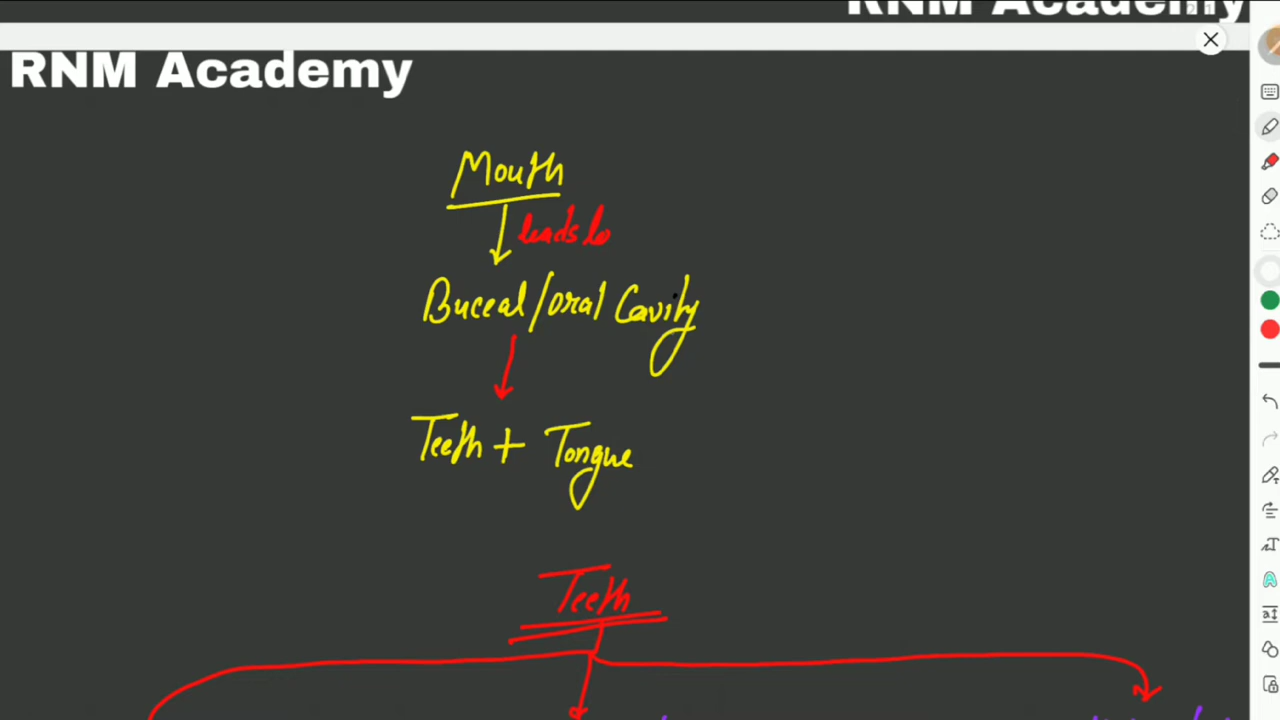 RNM Academy
RNM Academy
Mouth
leads to
Buccal/oral Cavity
Teeth + Tongue
Teeth